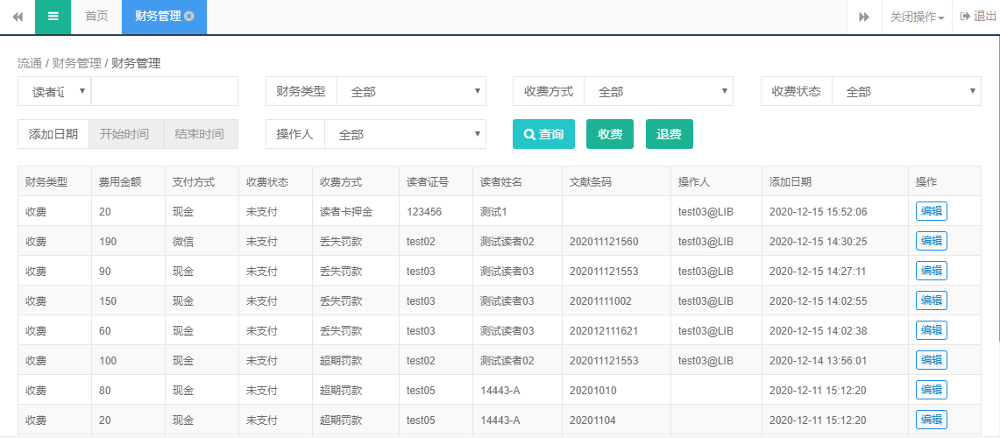 首页 财务管理 关闭操作 退出
流通 / 财务管理 / 财务管理
读者证 财务类型 全部 收费方式 全部 收费状态 全部
添加日期 开始时间 结束时间 操作人 全部 查询 收费 退费
财务类型 费用金额 支付方式 收费状态 收费方式 读者证号 读者姓名 文献条码 操作人 添加日期 操作
收费 20 现金 未支付 读者卡押金 123456 测试1 test03@LIB 2020-12-15 15:52:06 编辑
收费 190 微信 未支付 丢失罚款 test02 测试读者02 202011121560 test03@LIB 2020-12-15 14:30:25 编辑
收费 90 现金 未支付 丢失罚款 test03 测试读者03 202011121553 test03@LIB 2020-12-15 14:27:11 编辑
收费 150 现金 未支付 丢失罚款 test03 测试读者03 20201111002 test03@LIB 2020-12-15 14:02:55 编辑
收费 60 现金 未支付 丢失罚款 test03 测试读者03 202012111621 test03@LIB 2020-12-15 14:02:38 编辑
收费 100 现金 未支付 超期罚款 test02 测试读者02 202011121553 test03@LIB 2020-12-14 13:56:01 编辑
收费 80 现金 未支付 超期罚款 test05 14443-A 20201010 2020-12-11 15:12:20 编辑
收费 20 现金 未支付 超期罚款 test05 14443-A 20201104 2020-12-11 15:12:20 编辑